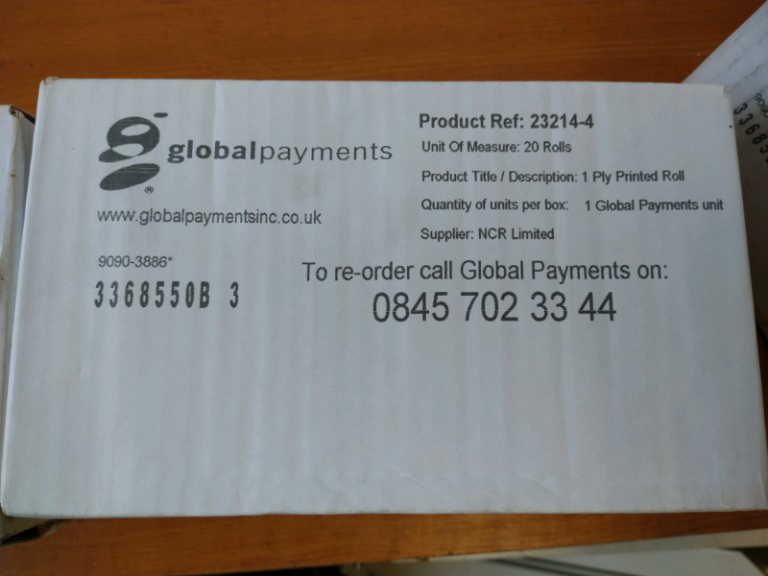 globalpayments
®
www.globalpaymentsinc.co.uk
9090-3886*
3368550B 3
Product Ref: 23214-4
Unit Of Measure: 20 Rolls
Product Title / Description: 1 Ply Printed Roll
Quantity of units per box: 1 Global Payments unit
Supplier: NCR Limited
To re-order call Global Payments on:
0845 702 33 44
9090-
336850